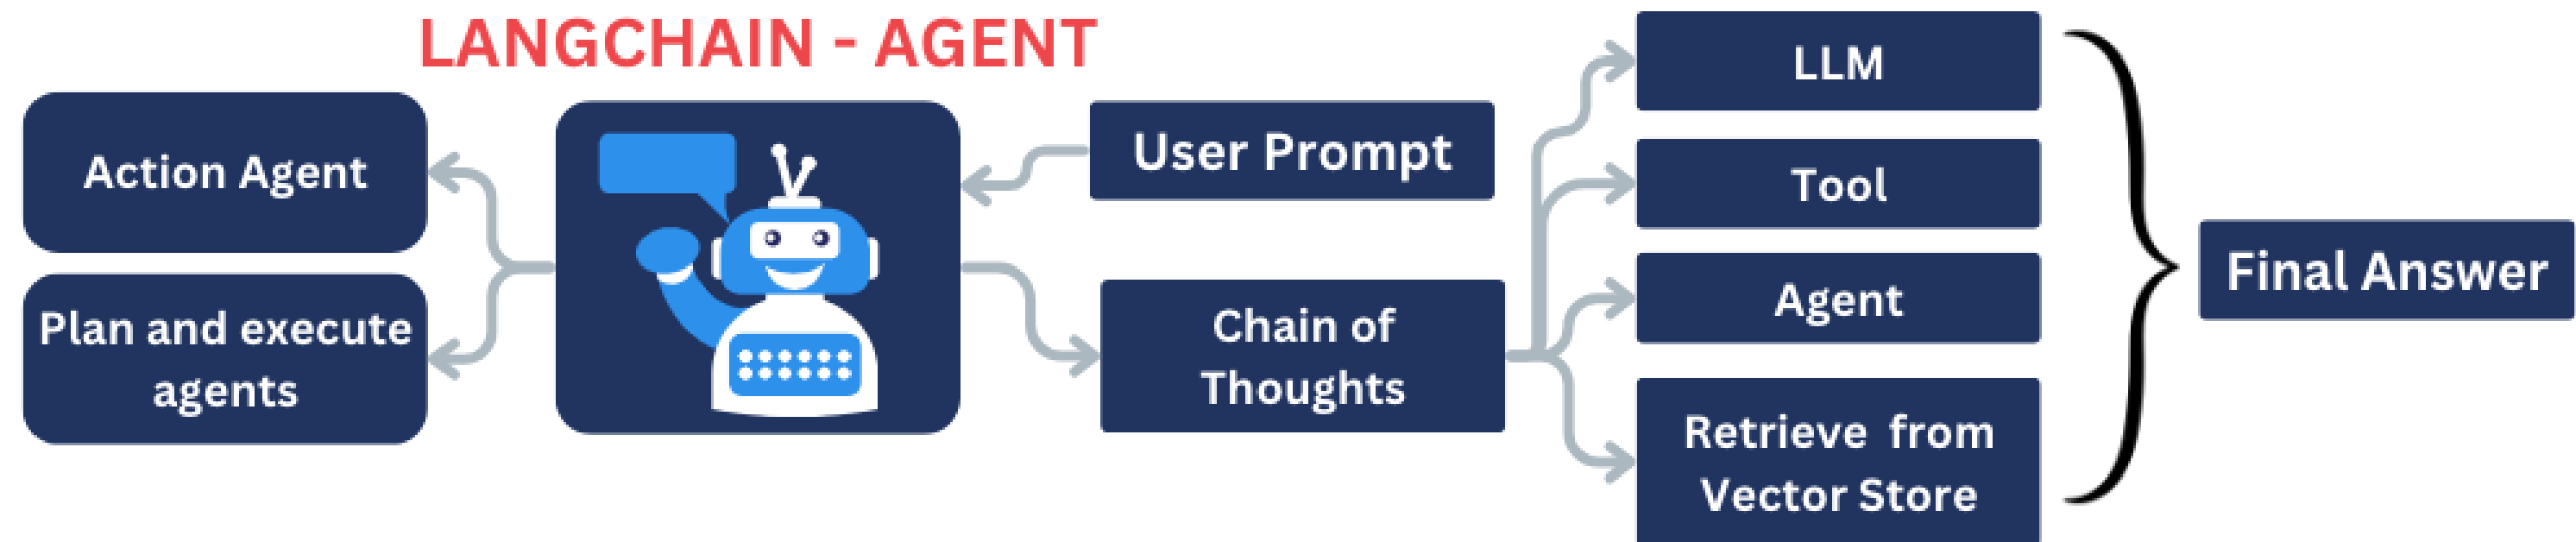 LANGCHAIN - AGENT
Action Agent
Plan and execute
agents
User Prompt
Chain of
Thoughts
LLM
Tool
Agent
Retrieve from
Vector Store
Final Answer